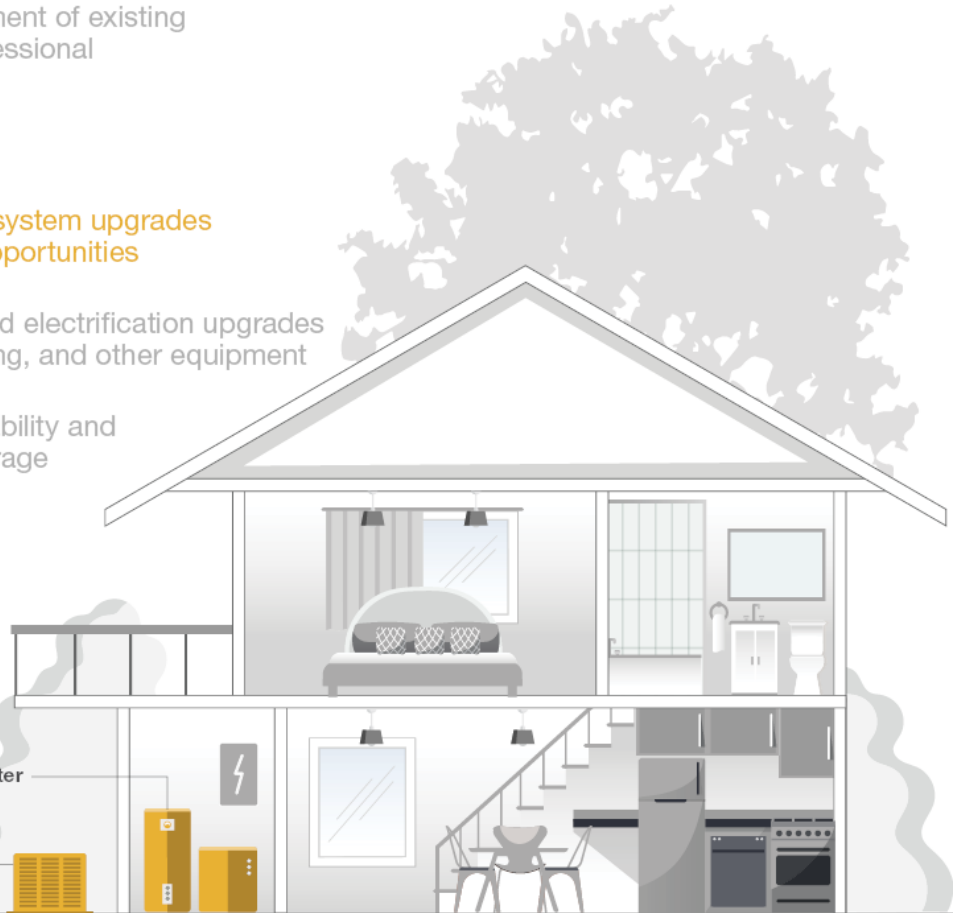 ment of existing
essional
system upgrades
pportunities
d electrification upgrades
ng, and other equipment
bility and
rage
ter